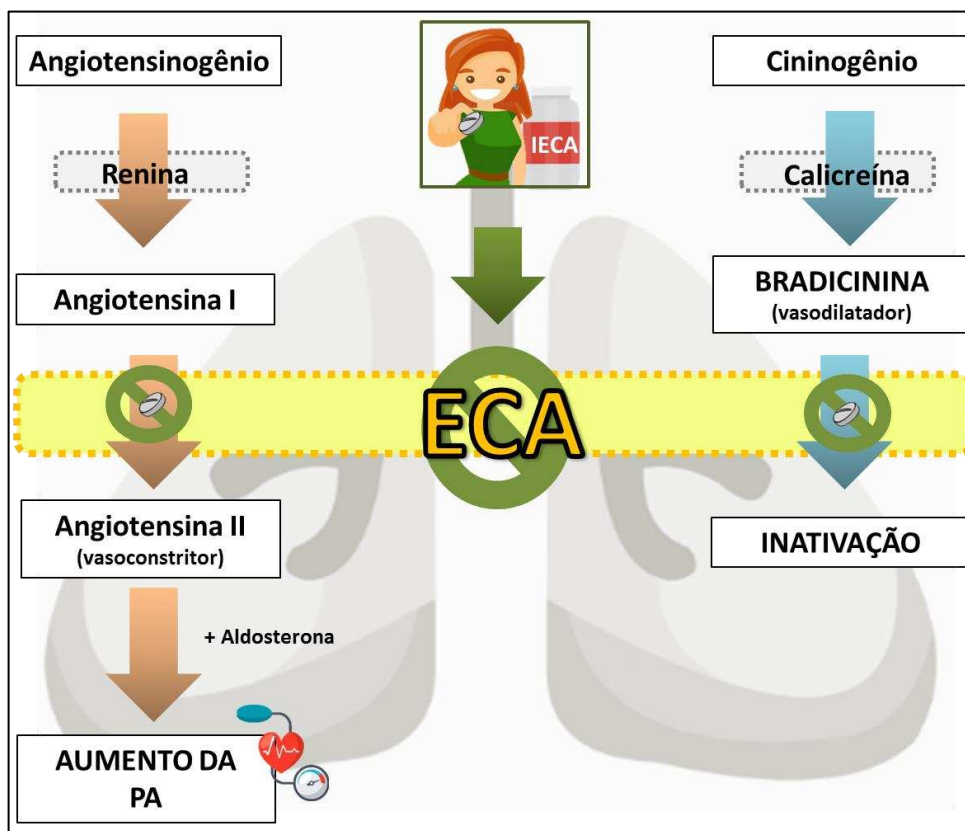 Angiotensinogênio
Renina
Angiotensina I
Angiotensina II
(vasoconstritor)
+ Aldosterona
AUMENTO DA
PA
IECA
ECA
Cininogênio
Calicreína
BRADICININA
(vasodilatador)
INATIVAÇÃO